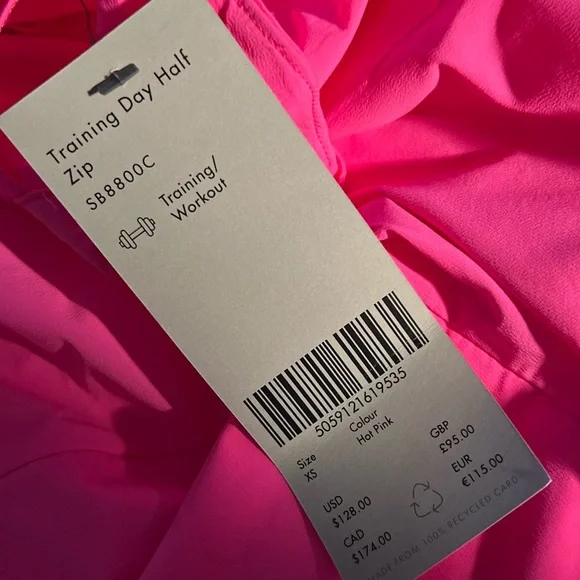 Training Day Half
Zip
SB8800C
Training/
Workout
5059121619535
Size
XS
Colour
Hot Pink
USD
$128.00
CAD
$174.00
GBP
£95.00
EUR
€115.00
MADE FROM 100% RECYCLED CARD